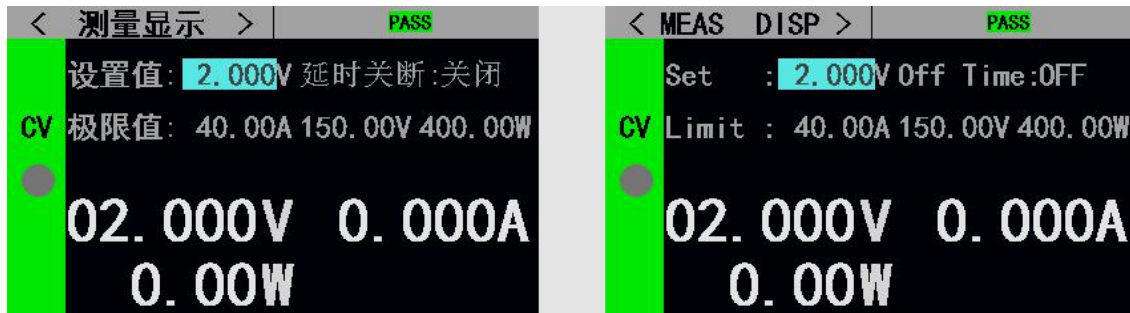 < 测量显示 > PASS
设置值: 2.000V 延时关断:关闭
CV 极限值: 40.00A 150.00V 400.00W
02.000V 0.000A
0.00W
< MEAS DISP > PASS
Set : 2.000V Off Time:OFF
CV Limit : 40.00A 150.00V 400.00W
02.000V 0.000A
0.00W